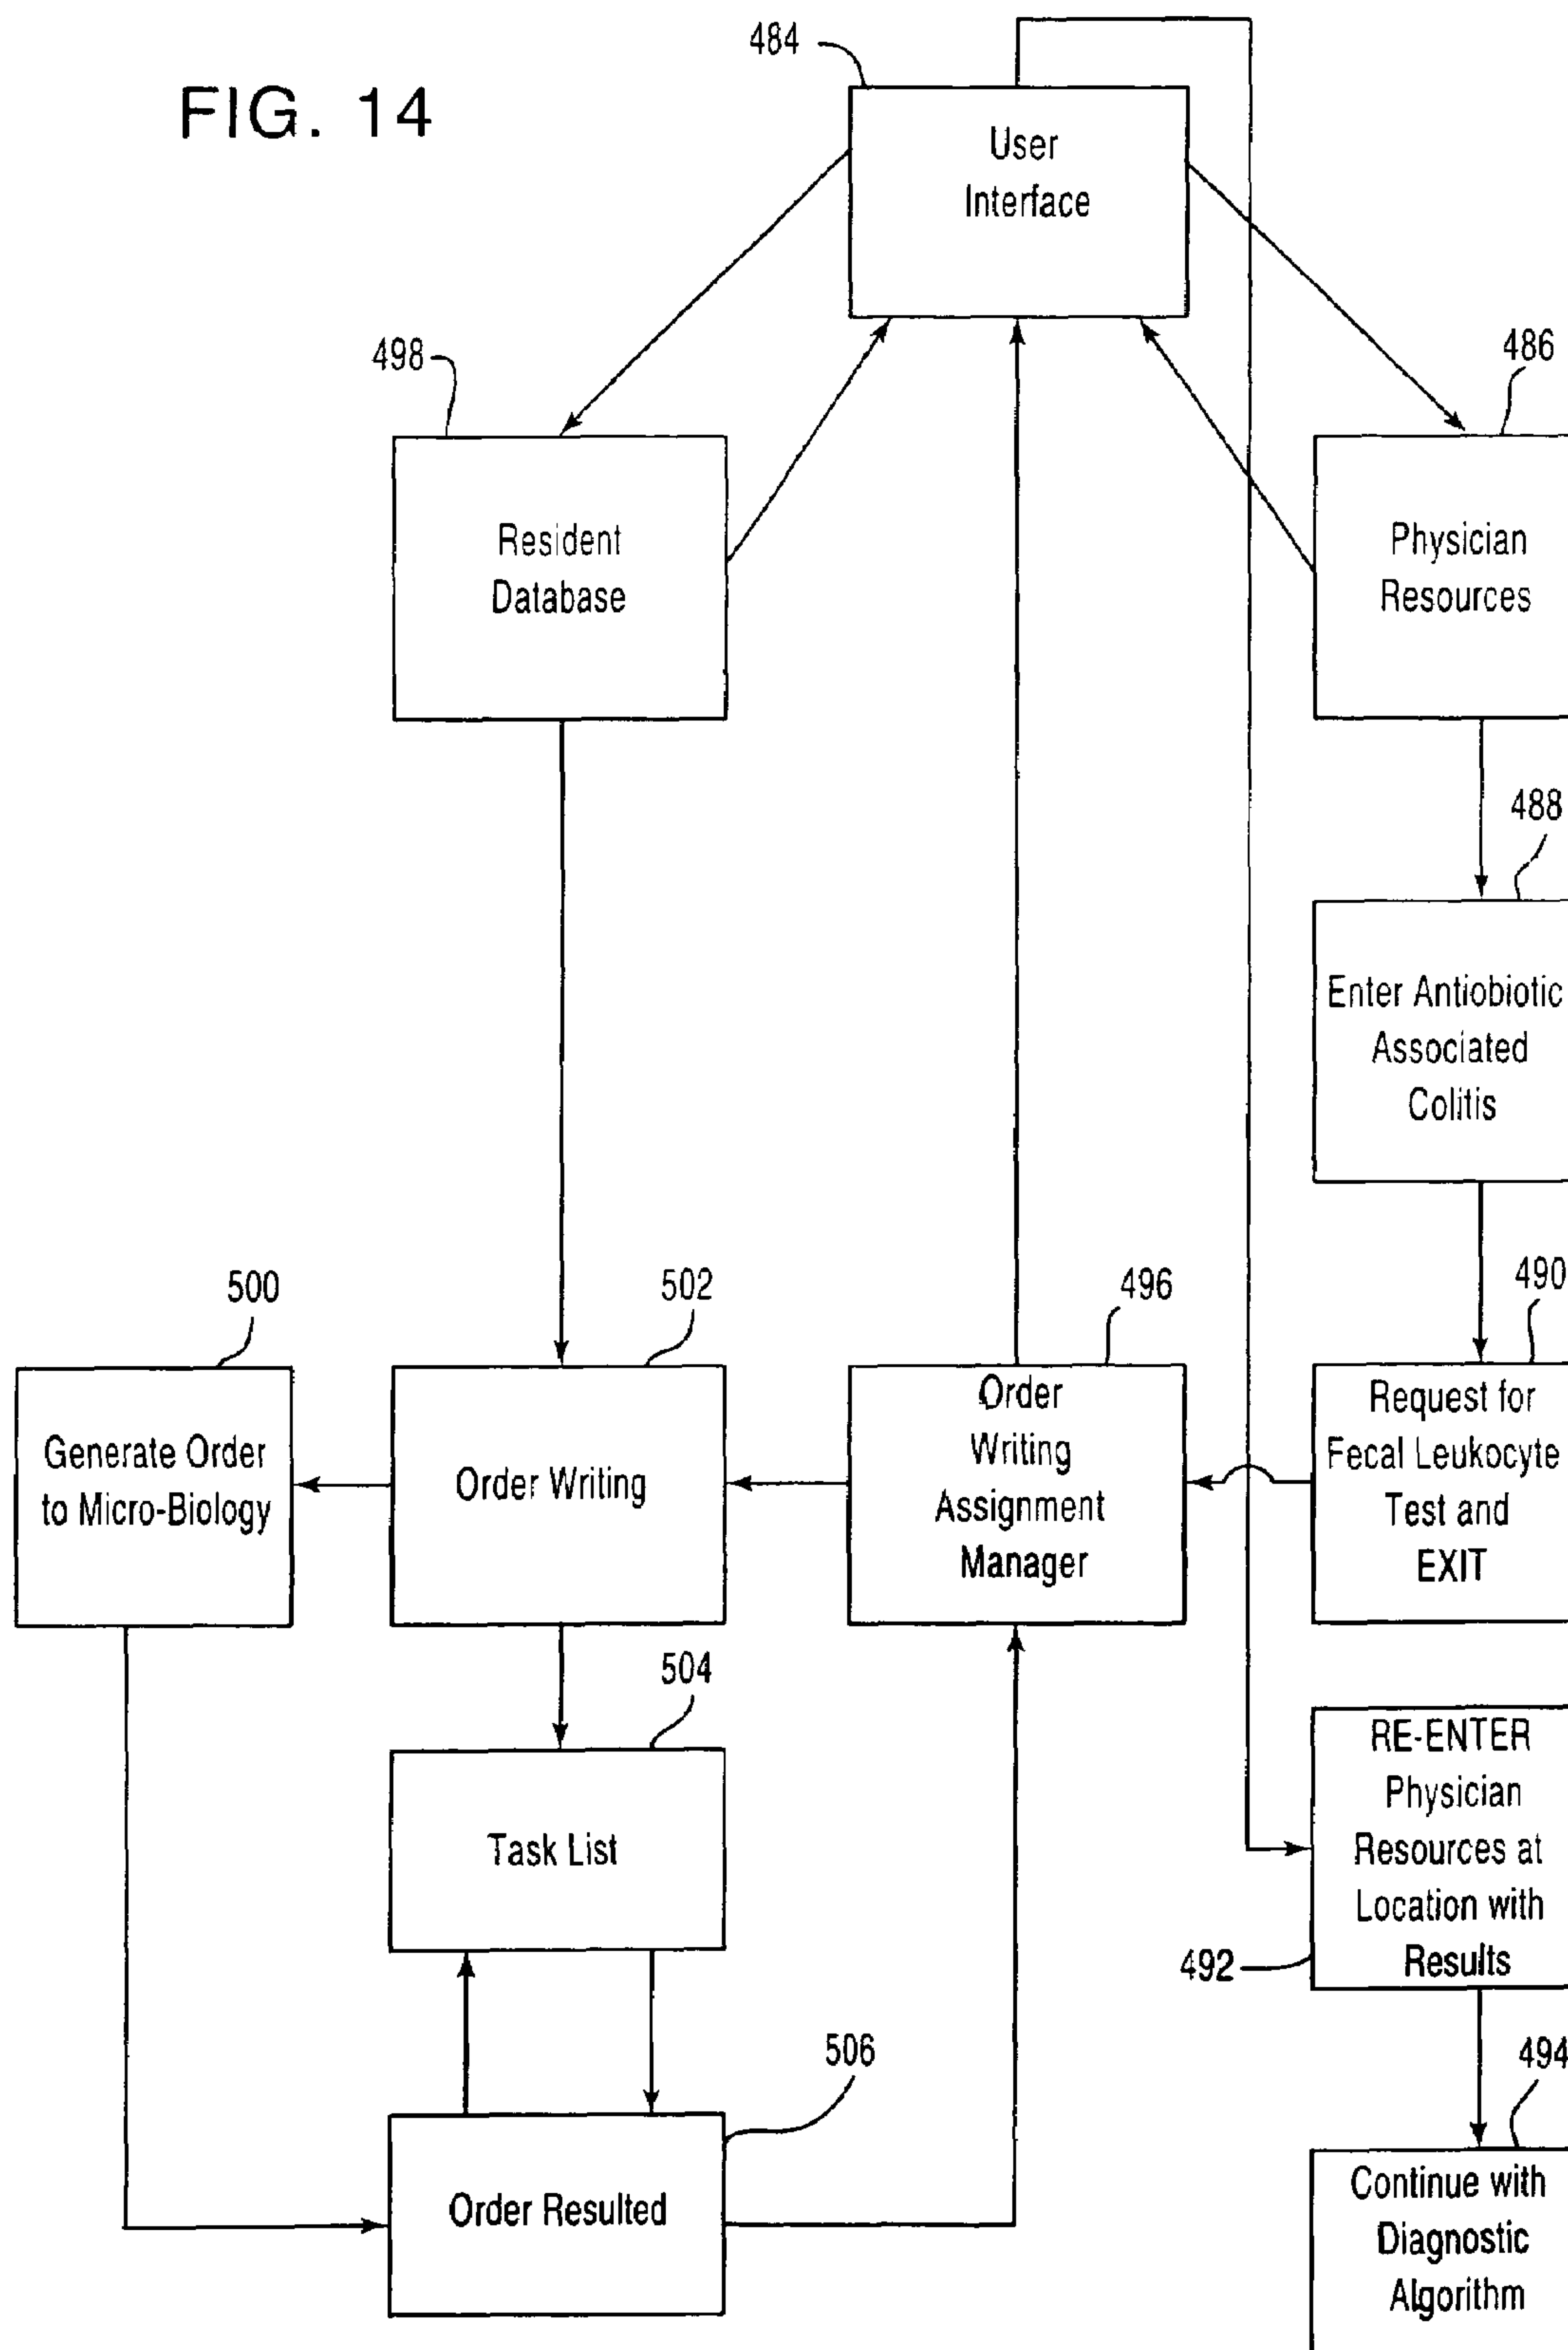 FIG. 14
484
User
Interface
498
Resident
Database
486
Physician
Resources
488
Enter Antiobiotic
Associated
Colitis
500
Generate Order
to Micro-Biology
502
Order Writing
496
Order
Writing
Assignment
Manager
490
Request for
Fecal Leukocyte
Test and
EXIT
504
Task List
492
RE-ENTER
Physician
Resources at
Location with
Results
506
Order Resulted
494
Continue with
Diagnostic
Algorithm